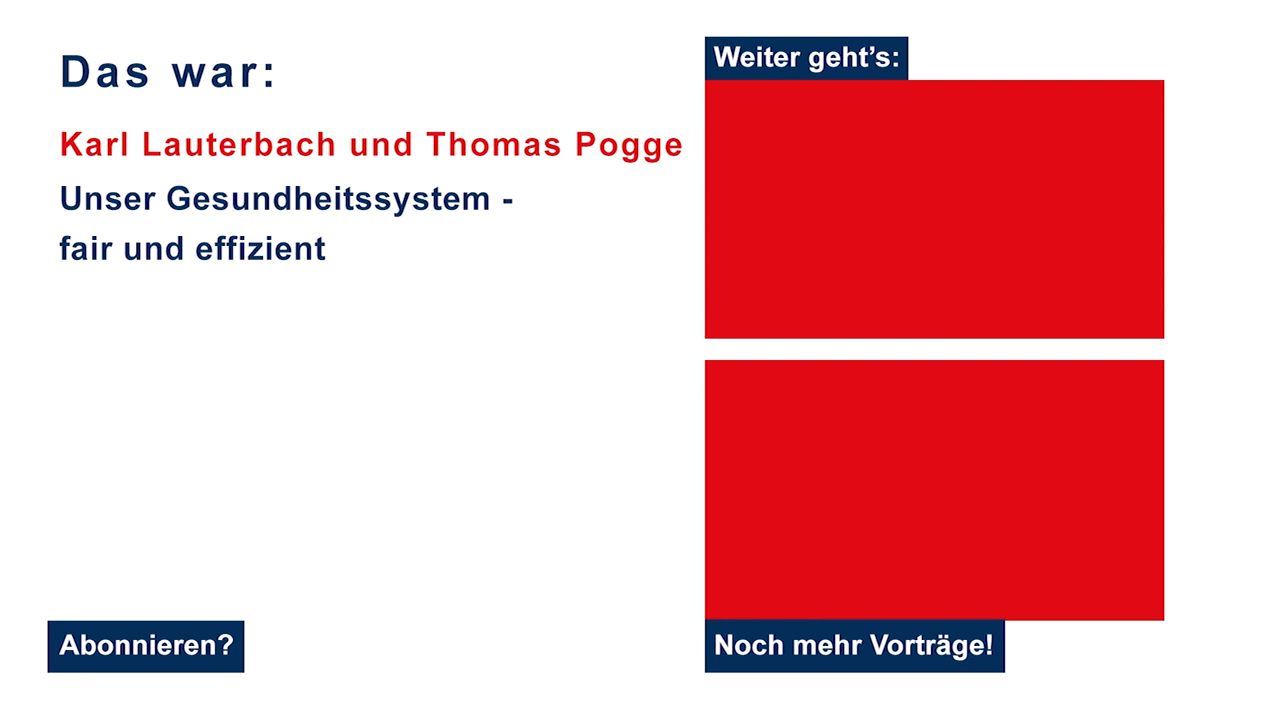 Das war:
Karl Lauterbach und Thomas Pogge
Unser Gesundheitssystem -
fair und effizient
Abonnieren?
Weiter geht’s:
Noch mehr Vorträge!